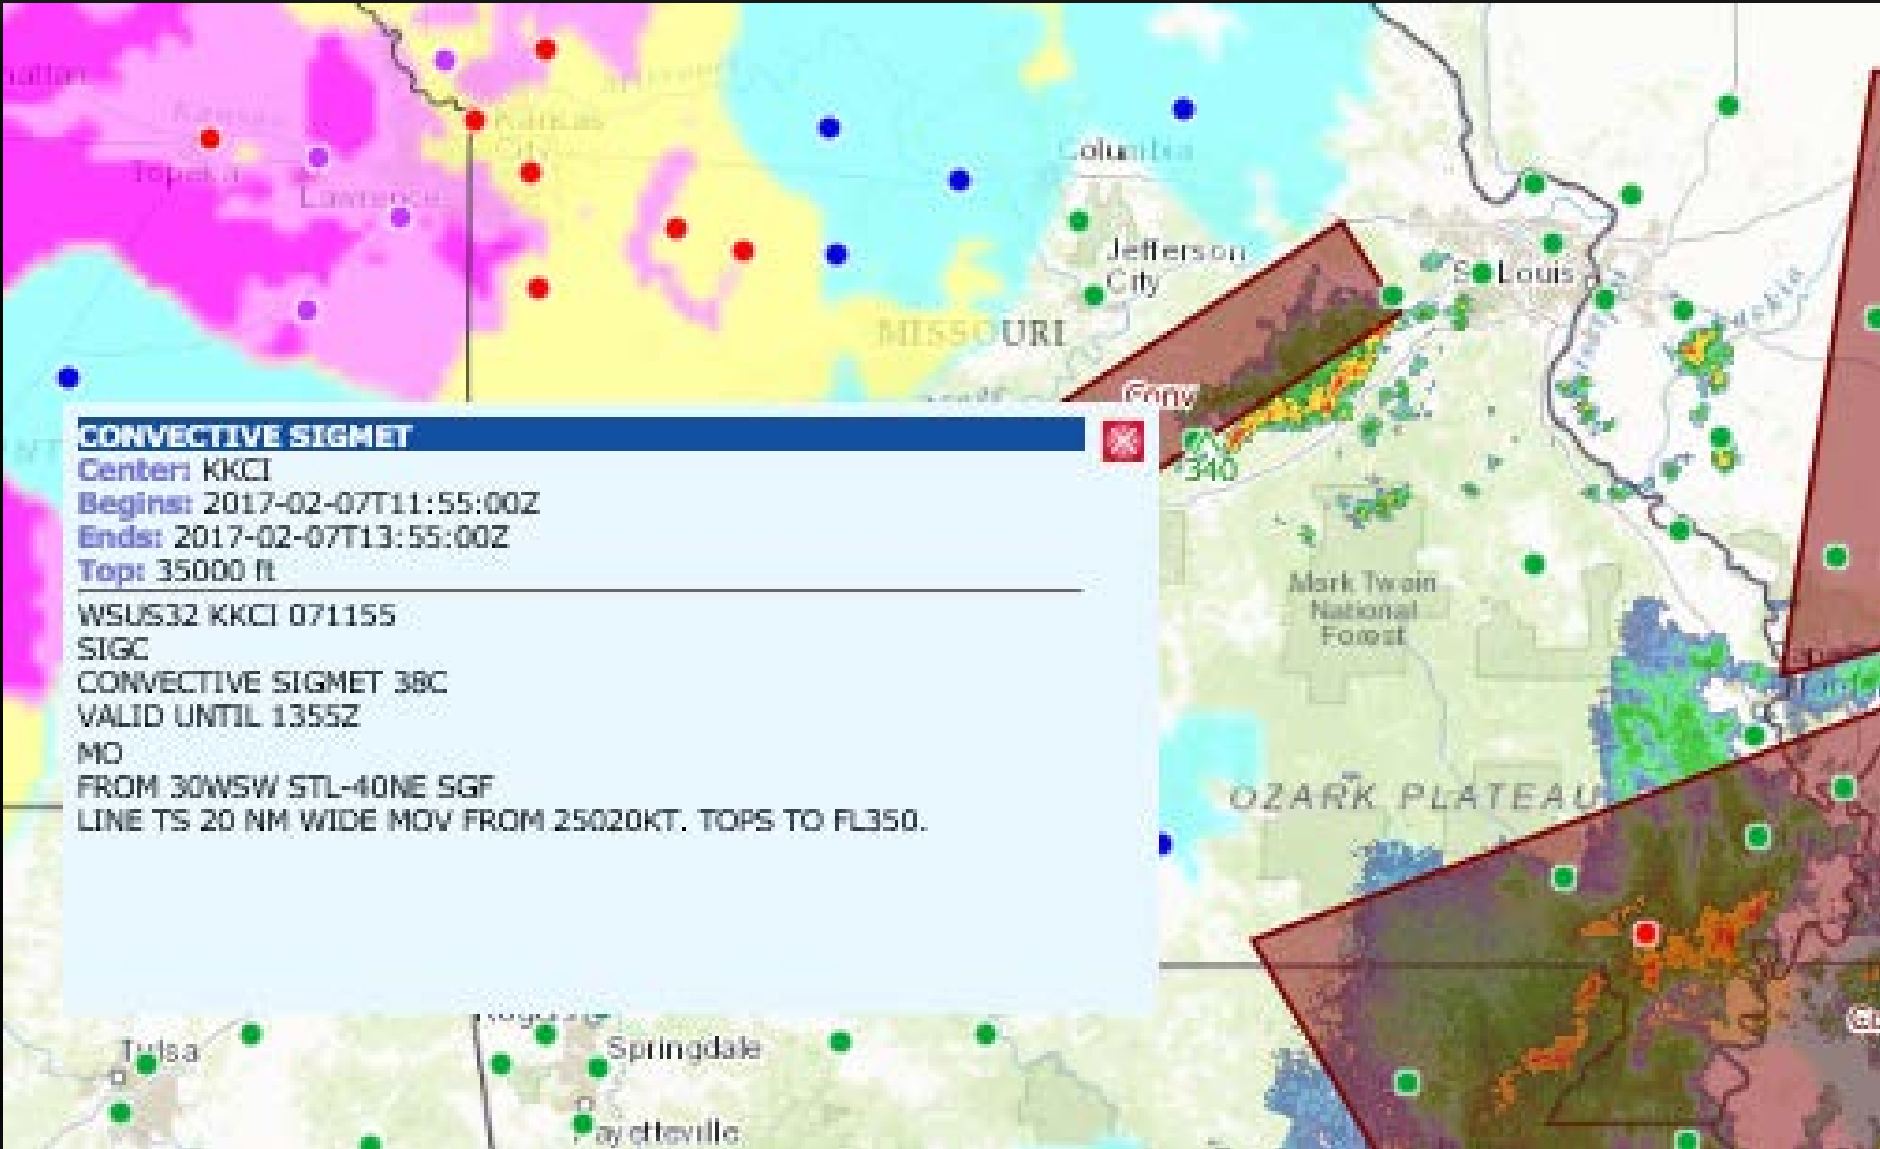 Kansas
Kansas
City
Topeka
Lawrence
Columbia
Jefferson
City
St Louis
MISSOURI
Conv
340
CONVECTIVE SIGMET
Center: KKCI
Begins: 2017-02-07T11:55:00Z
Ends: 2017-02-07T13:55:00Z
Top: 35000 ft
WSUS32 KKCI 071155
SIGC
CONVECTIVE SIGMET 38C
VALID UNTIL 1355Z
MO
FROM 30WSW STL-40NE SGF
LINE TS 20 NM WIDE MOV FROM 25020KT. TOPS TO FL350.
Mark Twain
National
Forest
OZARK PLATEAU
Tulsa
Springdale
Fayetteville